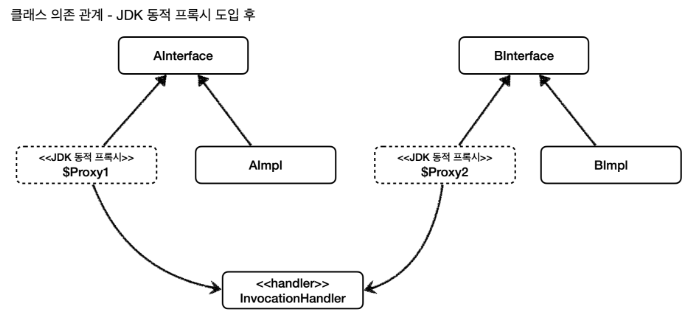 클래스 의존 관계 - JDK 동적 프록시 도입 후
AInterface
BInterface
<<JDK 동적 프록시>>
$Proxy1
AImpl
<<JDK 동적 프록시>>
$Proxy2
BImpl
<<handler>>
InvocationHandler